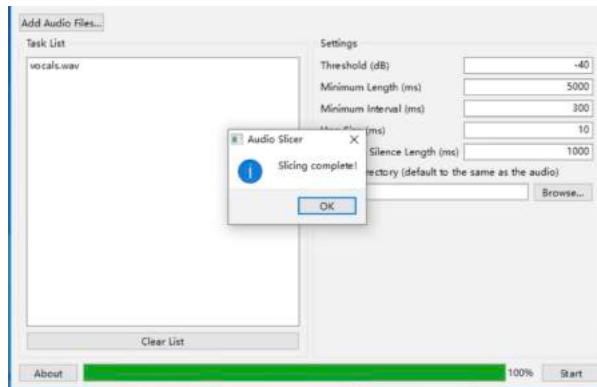 Add Audio Files...
Task List
vocals.wav
Clear List
Settings
Threshold (dB) -40
Minimum Length (ms) 5000
Minimum Interval (ms) 300
(ms) 10
Silence Length (ms) 1000
(default to the same as the audio)
Browse...
Audio Slicer
Slicing complete!
OK
About
100%
Start